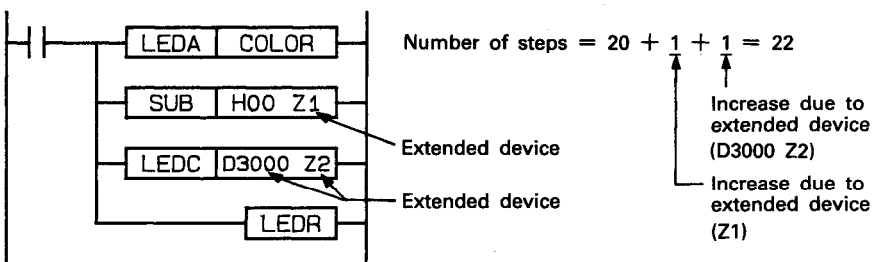 LEDA COLOR
Number of steps = 20 + 1 + 1 = 22
SUB H00 Z1
Extended device
LEDC D3000 Z2
Extended device
LEDR
Increase due to
extended device
(D3000 Z2)
Increase due to
extended device
(Z1)